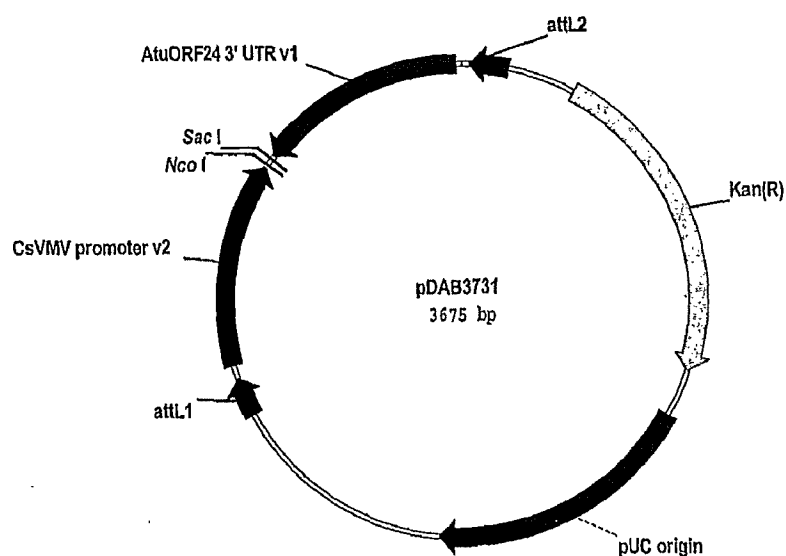 attL2
AtuORF24 3' UTR v1
Sac I
Nco I
Kan(R)
CsVMV promoter v2
pDAB3731
3675 bp
attL1
pUC origin